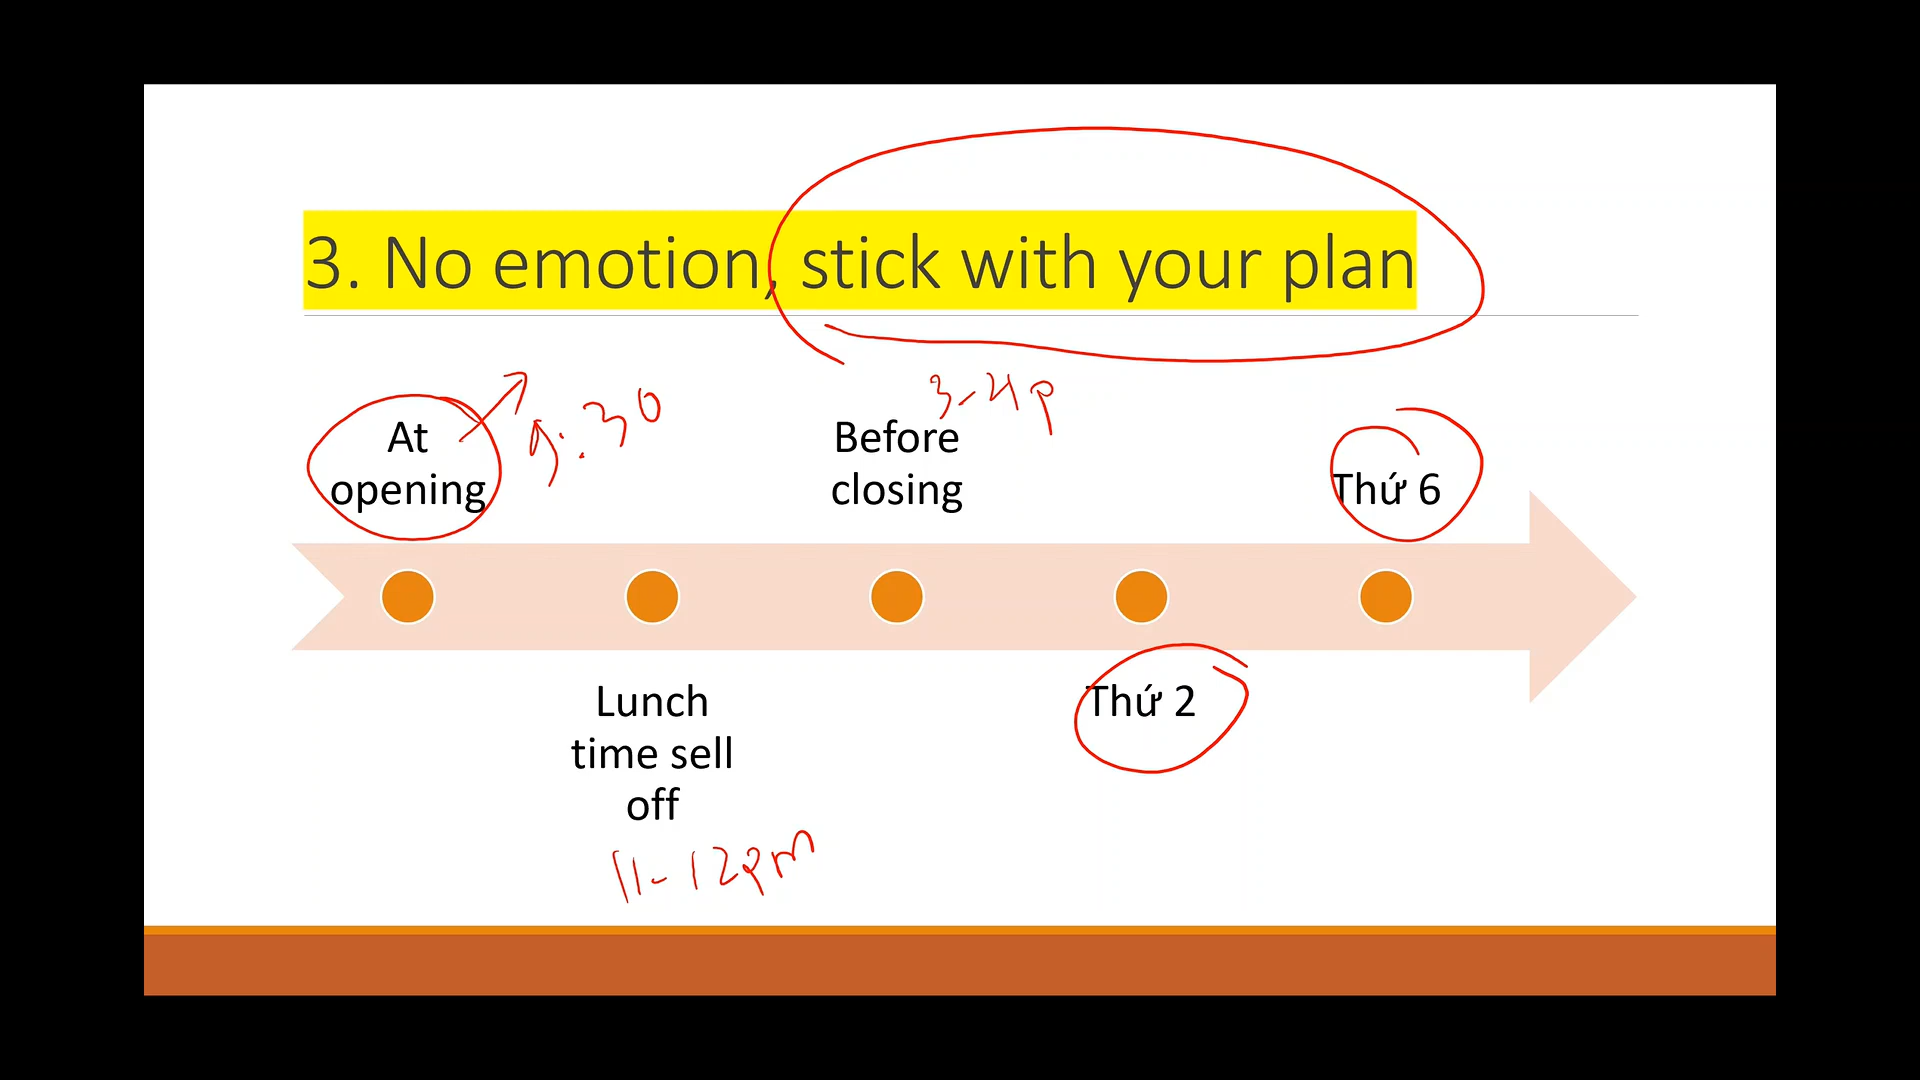 3. No emotion, stick with your plan
At
opening
9:30
Before
closing
3-4p
Thứ 6
Lunch
time sell
off
11-12pm
Thứ 2